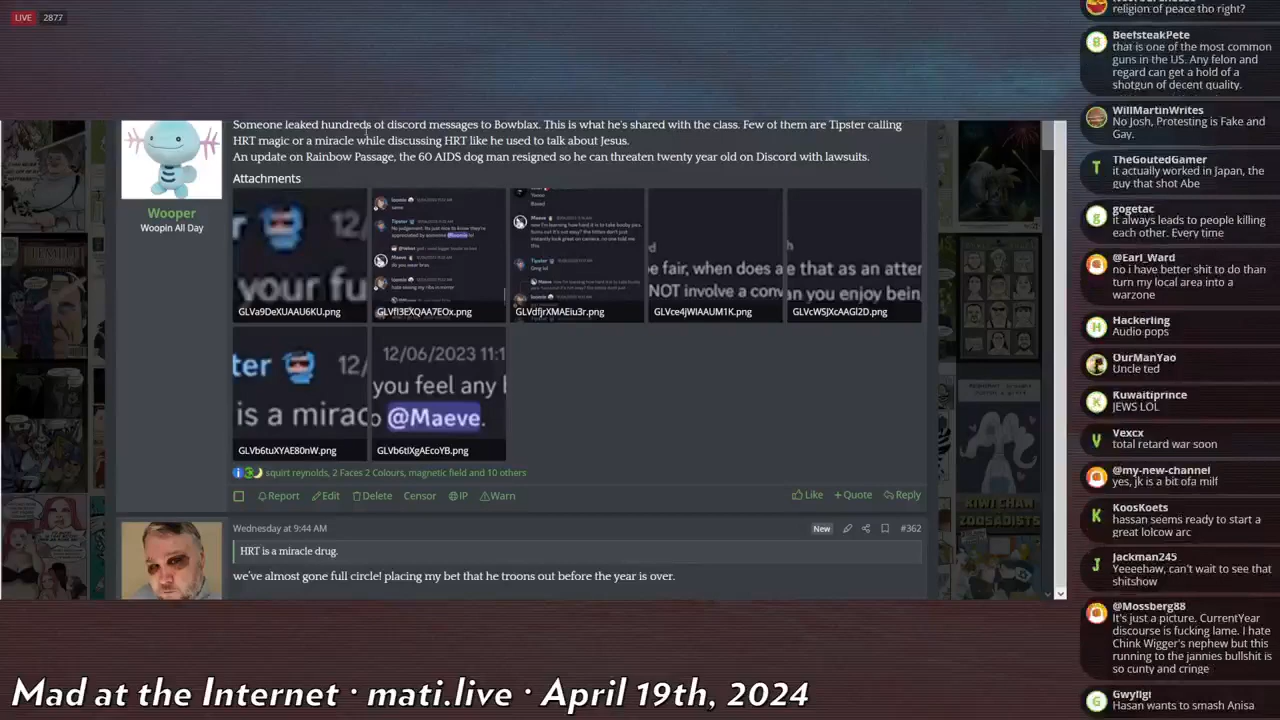 LIVE 2877
Someone leaked hundreds of discord messages to Bowblax. This is what he's shared with the class. Few of them are Tipster calling
HRT magic or a miracle while discussing HRT like he used to talk about Jesus.
An update on Rainbow Passage, the 60 AIDS dog man resigned so he can threaten twenty year old on Discord with lawsuits.
Attachments
Wooper
Woopin All Day
r 12
your fu
GLVa9DeXUAAU6KU.png
GLVfI3EXQAA7EOx.png
GLVdfjrXMAEiu3r.png
d
e fair, when does a
NOT involve a conv
GLVce4jWIAAUM1K.png
h
e that as an atter
an you enjoy bein
GLVcWSJXcAAGl2D.png
ter 12/
is a mirac
GLVb6tuXYAE80nW.png
12/06/2023 11:1
you feel any
@Maeve.
GLVb6tIXgAEcoYB.png
squirt reynolds, 2 Faces 2 Colours, magnetic field and 10 others
Report Edit Delete Censor IP Warn Like +Quote Reply
Wednesday at 9:44 AM New #362
HRT is a miracle drug.
we've almost gone full circle! placing my bet that he troons out before the year is over.
KIWI CHAN
ZOOSADISTS
religion of peace tho right?
BeefsteakPete
that is one of the most common
guns in the US. Any felon and
regard can get a hold of a
shotgun of decent quality.
WillMartinWrites
No Josh, Protesting is Fake and
Gay.
TheGoutedGamer
it actually worked in Japan, the
guy that shot Abe
gogetac
it always leads to people killing
each other. Every time
@Earl_Ward
no i have better shit to do than
turn my local area into a
warzone
Hackerling
Audio pops
OurManYao
Uncle ted
Kuwaitiprince
JEWS LOL
Vexcx
total retard war soon
@my-new-channel
yes, jk is a bit ofa milf
KoosKoets
hassan seems ready to start a
great lolcow arc
Jackman245
Yeeeehaw, can't wait to see that
shitshow
@Mossberg88
It's just a picture. CurrentYear
discourse is fucking lame. I hate
Chink Wigger's nephew but this
running to the jannies bullshit is
so cunty and cringe
Gwyflgl
Hasan wants to smash Anisa
Mad at the Internet · mati.live · April 19th, 2024